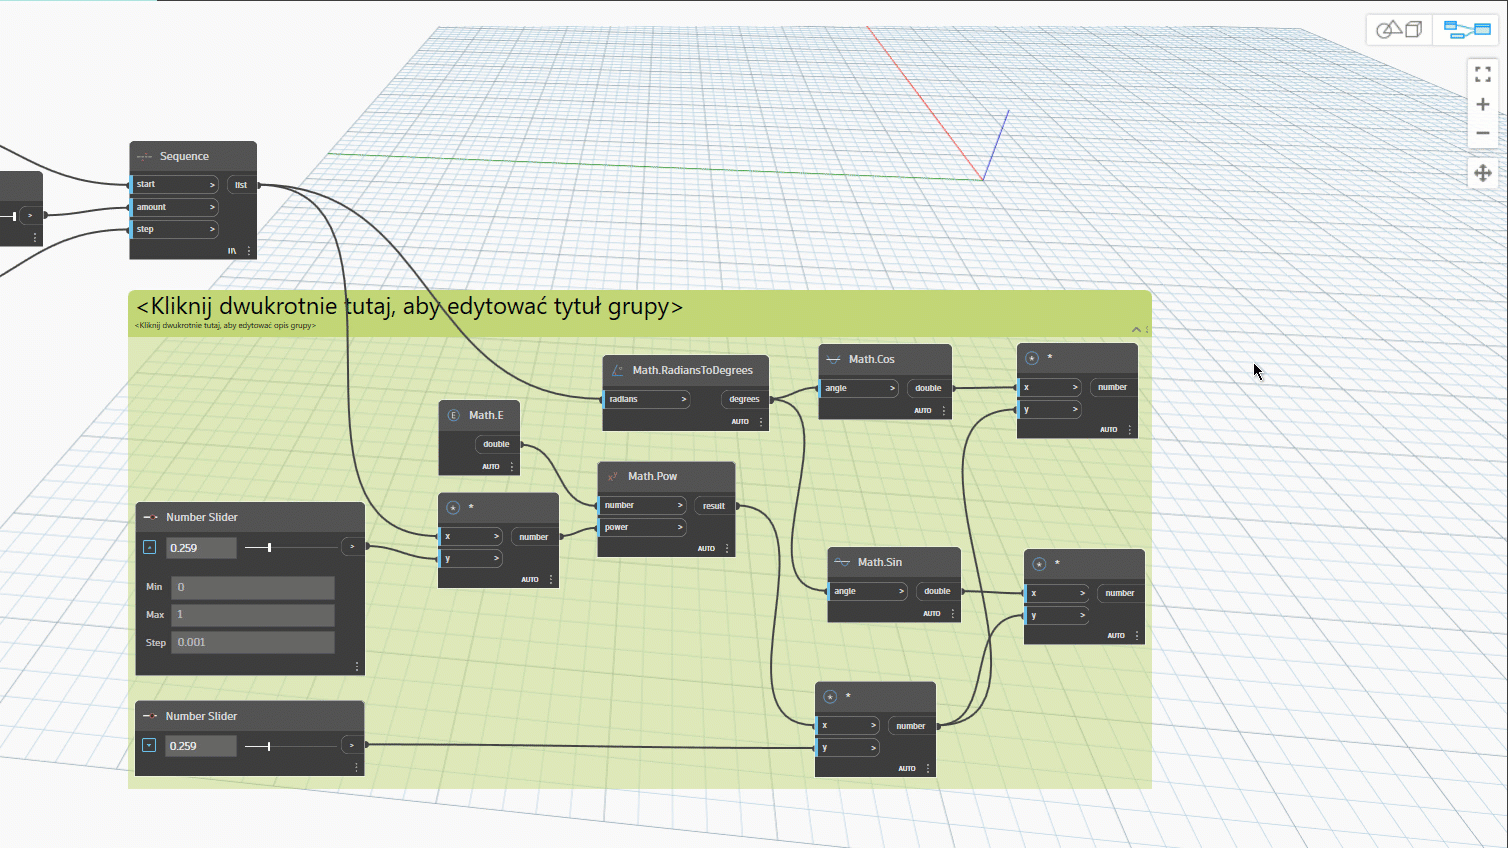 Sequence
start >
list
amount >
step >
>
<Kliknij dwukrotnie tutaj, aby edytować tytuł grupy>
<Kliknij dwukrotnie tutaj, aby edytować opis grupy>
Math.RadiansToDegrees
radians >
degrees
AUTO
Math.Cos
angle >
double
AUTO
*
x >
number
y >
AUTO
E
Math.E
double
AUTO
Math.Pow
number >
result
power >
AUTO
*
x >
number
y >
AUTO
Number Slider
0.259
>
Min 0
Max 1
Step 0.001
Math.Sin
angle >
double
AUTO
*
x >
number
y >
AUTO
Number Slider
0.259
>
*
x >
number
y >
AUTO